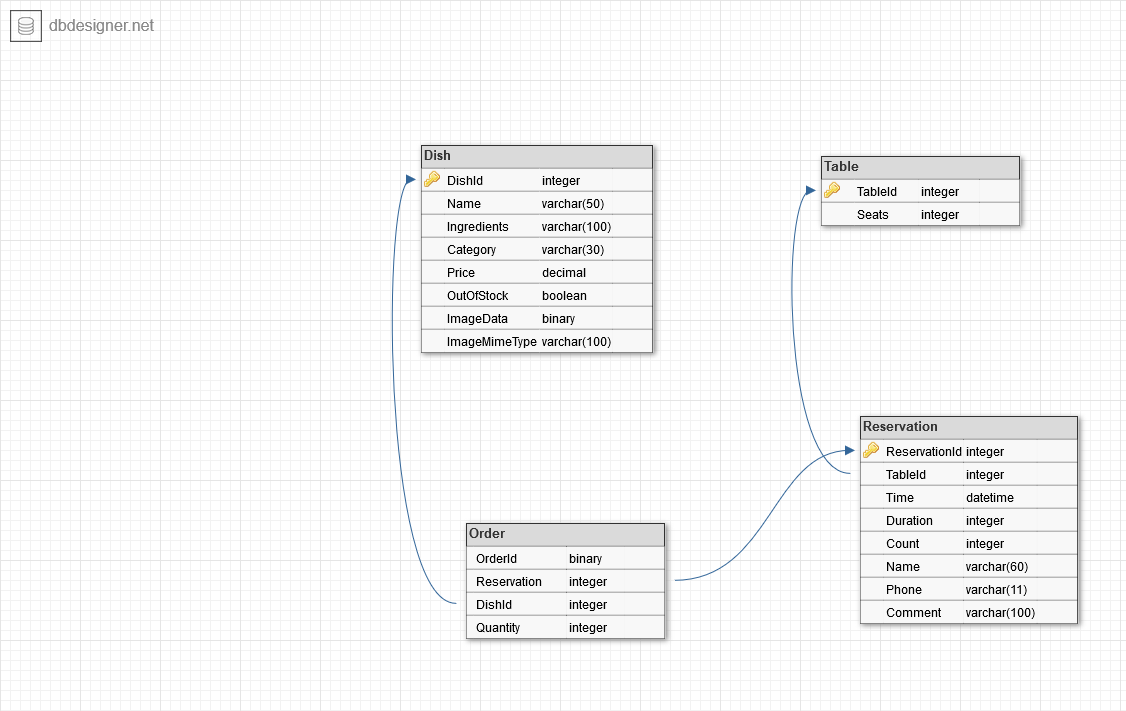 dbdesigner.net
Dish
DishId integer
Name varchar(50)
Ingredients varchar(100)
Category varchar(30)
Price decimal
OutOfStock boolean
ImageData binary
ImageMimeType varchar(100)
Table
TableId integer
Seats integer
Reservation
ReservationId integer
TableId integer
Time datetime
Duration integer
Count integer
Name varchar(60)
Phone varchar(11)
Comment varchar(100)
Order
OrderId binary
Reservation integer
DishId integer
Quantity integer